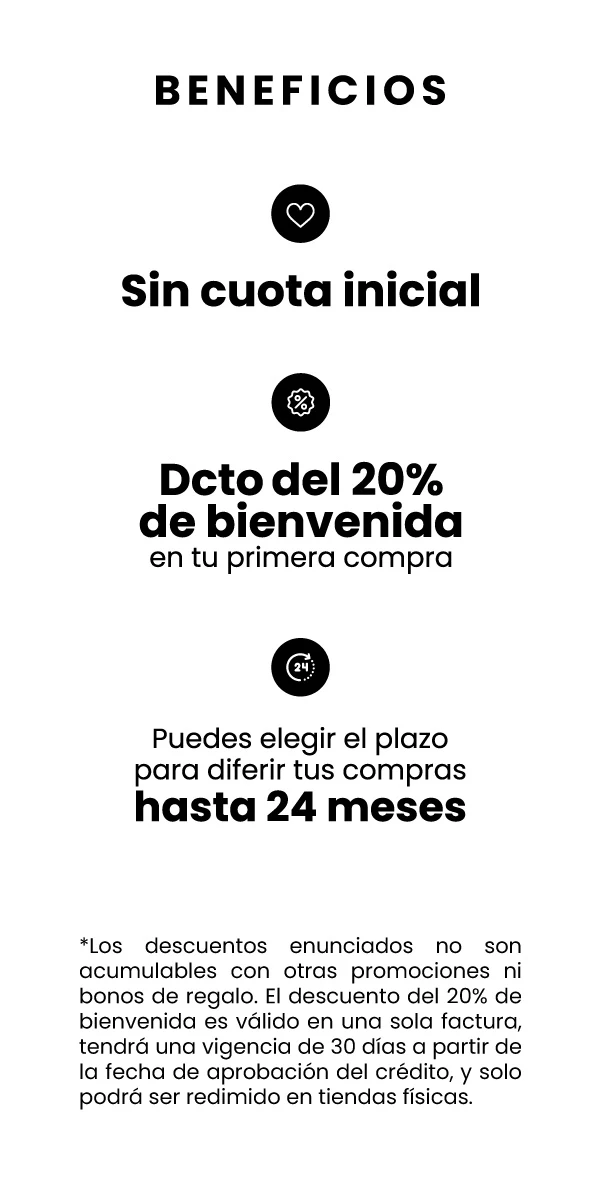 BENEFICIOS
Sin cuota inicial
Dcto del 20%
de bienvenida
en tu primera compra
24
Puedes elegir el plazo
para diferir tus compras
hasta 24 meses
*Los descuentos enunciados no son
acumulables con otras promociones ni
bonos de regalo. El descuento del 20% de
bienvenida es válido en una sola factura,
tendrá una vigencia de 30 días a partir de
la fecha de aprobación del crédito, y solo
podrá ser redimido en tiendas físicas.